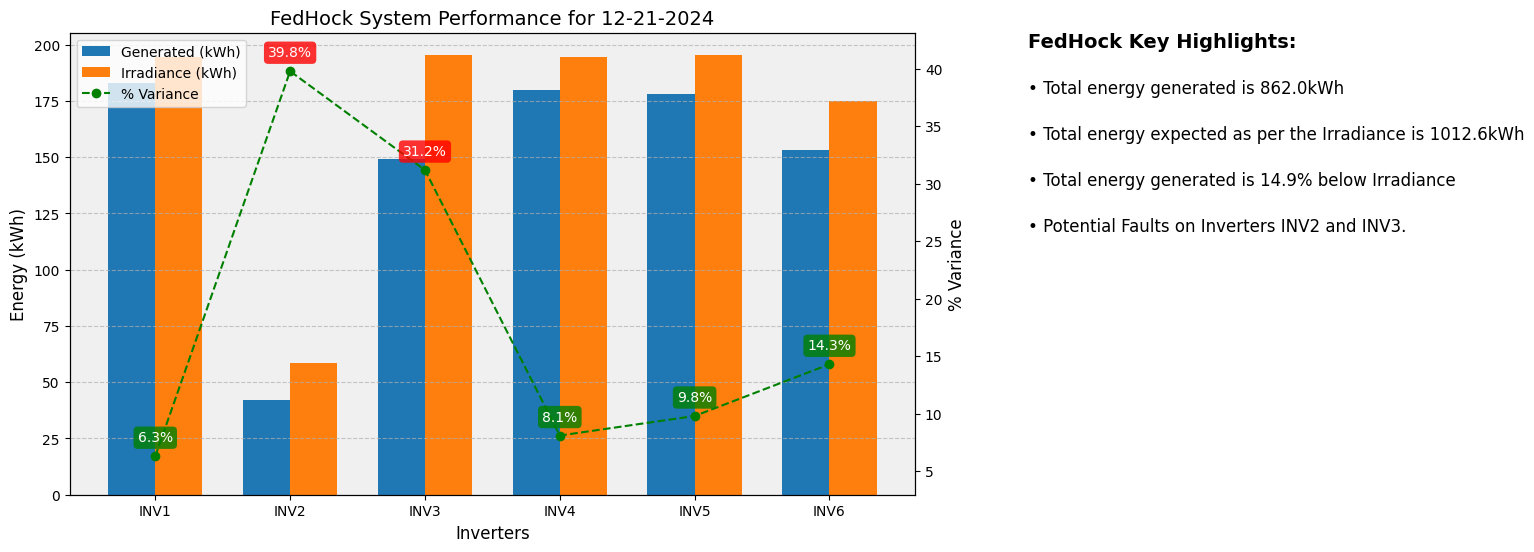 FedHock System Performance for 12-21-2024
Generated (kWh)
Irradiance (kWh)
% Variance
Energy (kWh)
200
175
150
125
100
75
50
25
0
6.3%
39.8%
31.2%
8.1%
9.8%
14.3%
40
35
30
25
20
15
10
5
% Variance
INV1 INV2 INV3 INV4 INV5 INV6
Inverters
FedHock Key Highlights:
• Total energy generated is 862.0kWh
• Total energy expected as per the Irradiance is 1012.6kWh
• Total energy generated is 14.9% below Irradiance
• Potential Faults on Inverters INV2 and INV3.